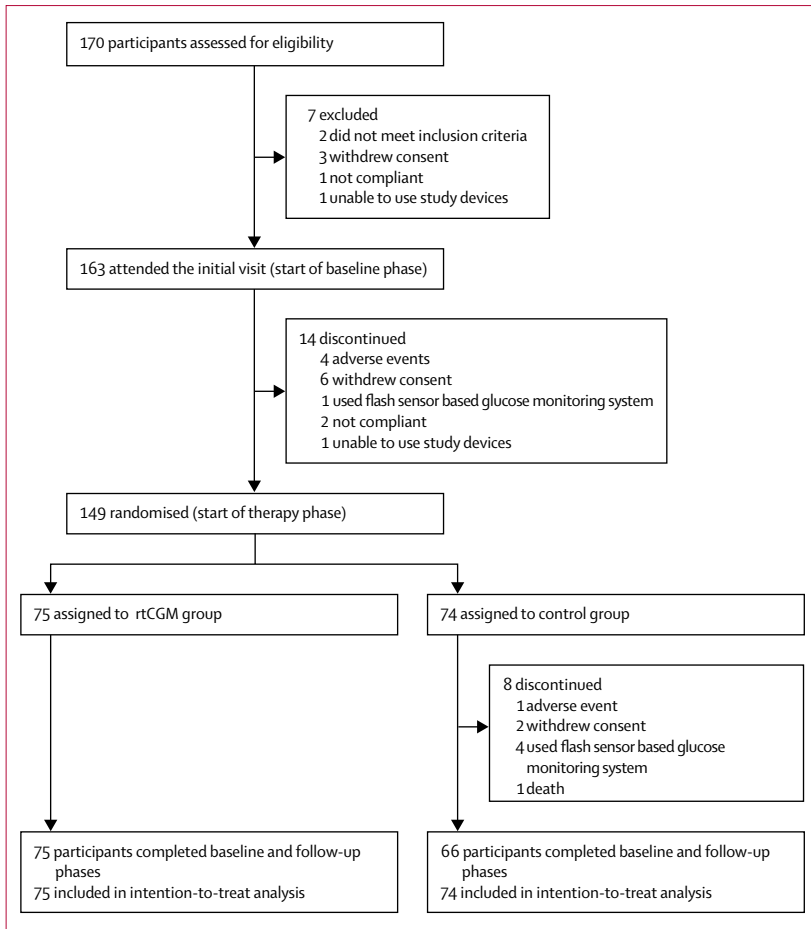 170 participants assessed for eligibility
7 excluded
2 did not meet inclusion criteria
3 withdrew consent
1 not compliant
1 unable to use study devices
163 attended the initial visit (start of baseline phase)
14 discontinued
4 adverse events
6 withdrew consent
1 used flash sensor based glucose monitoring system
2 not compliant
1 unable to use study devices
149 randomised (start of therapy phase)
75 assigned to rtCGM group
74 assigned to control group
8 discontinued
1 adverse event
2 withdrew consent
4 used flash sensor based glucose
monitoring system
1 death
75 participants completed baseline and follow-up
phases
75 included in intention-to-treat analysis
66 participants completed baseline and follow-up
phases
74 included in intention-to-treat analysis